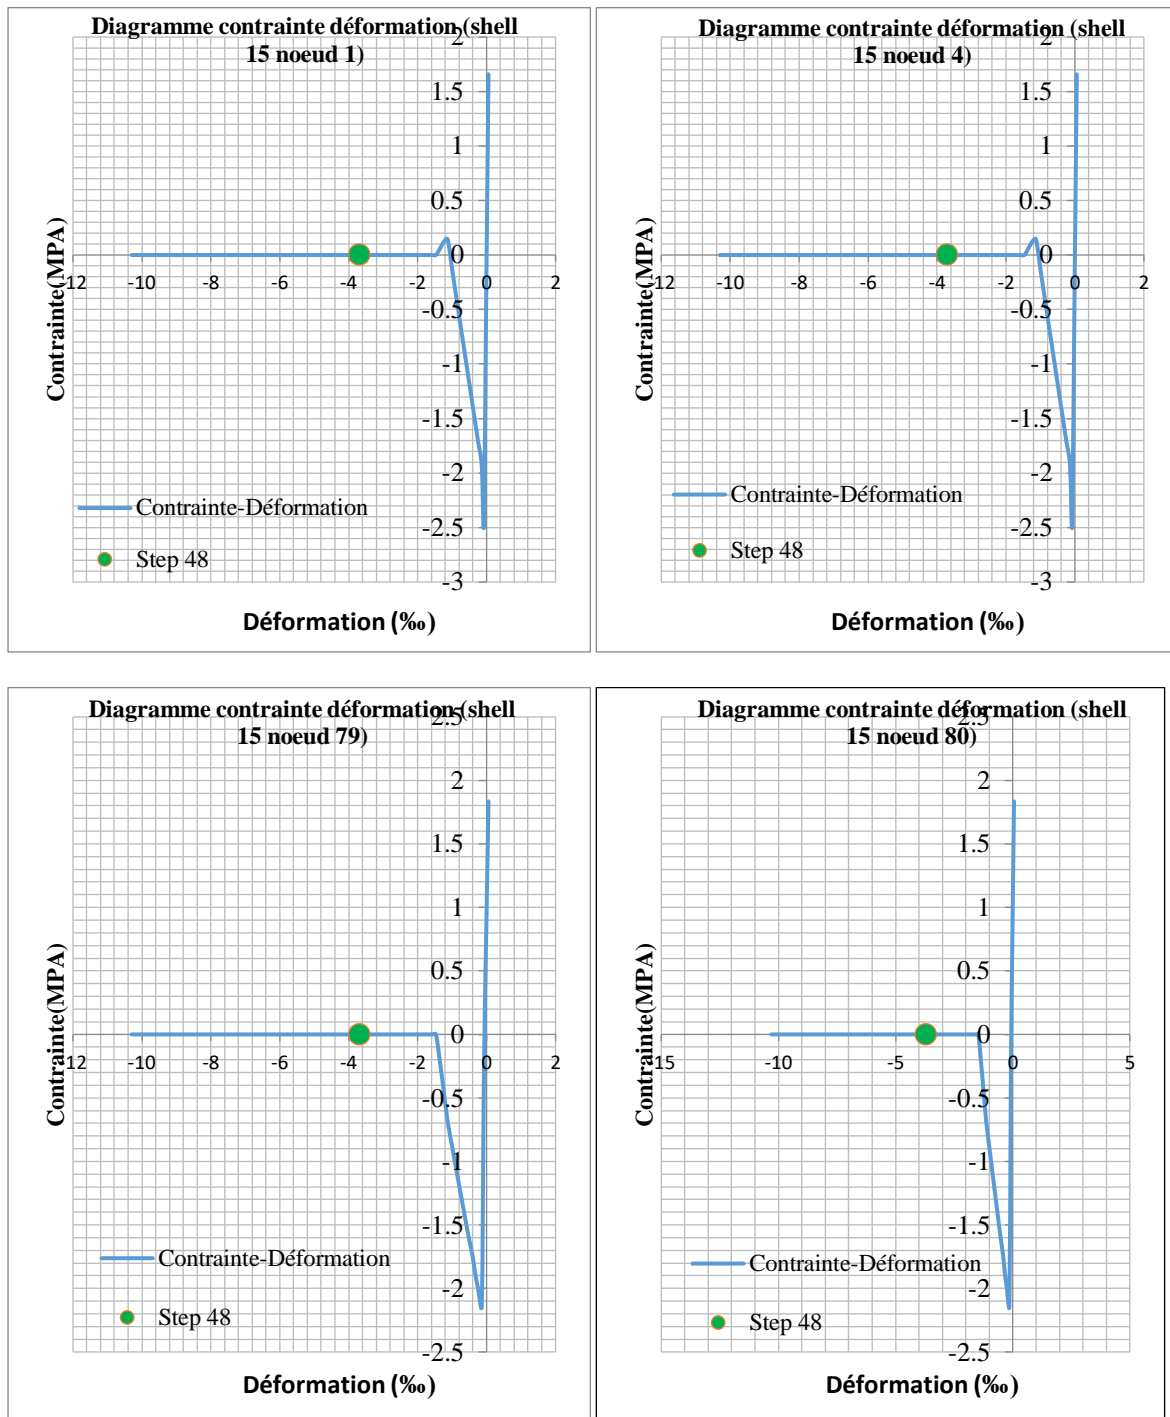 Diagramme contrainte déformation (shell
15 noeud 1)
2
1.5
1
0.5
0
-0.5
-1
-1.5
-2
-2.5
-3
-12 -10 -8 -6 -4 -2 0 2
Contrainte(MPA)
Contrainte-Déformation
Step 48
Déformation (‰)
Diagramme contrainte déformation (shell
15 noeud 4)
2
1.5
1
0.5
0
-0.5
-1
-1.5
-2
-2.5
-3
-12 -10 -8 -6 -4 -2 0 2
Contrainte(MPA)
Contrainte-Déformation
Step 48
Déformation (‰)
Diagramme contrainte déformation (shell
15 noeud 79)
2.5
2
1.5
1
0.5
0
-0.5
-1
-1.5
-2
-2.5
-12 -10 -8 -6 -4 -2 0 2
Contrainte(MPA)
Contrainte-Déformation
Step 48
Déformation (‰)
Diagramme contrainte déformation (shell
15 noeud 80)
2.5
2
1.5
1
0.5
0
-0.5
-1
-1.5
-2
-2.5
-15 -10 -5 0 5
Contrainte(MPA)
Contrainte-Déformation
Step 48
Déformation (‰)